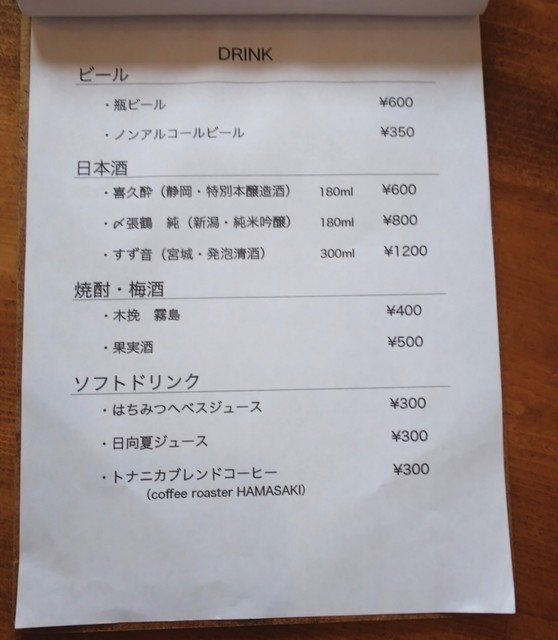 DRINK
ビール
・瓶ビール ¥600
・ノンアルコールビール ¥350
日本酒
・喜久酔（静岡・特別本醸造酒） 180ml ¥600
・〆張鶴　純（新潟・純米吟醸） 180ml ¥800
・すず音（宮城・発泡清酒） 300ml ¥1200
焼酎・梅酒
・木挽　霧島 ¥400
・果実酒 ¥500
ソフトドリンク
・はちみつへベスジュース ¥300
・日向夏ジュース ¥300
・トナニカブレンドコーヒー ¥300
（coffee roaster HAMASAKI）